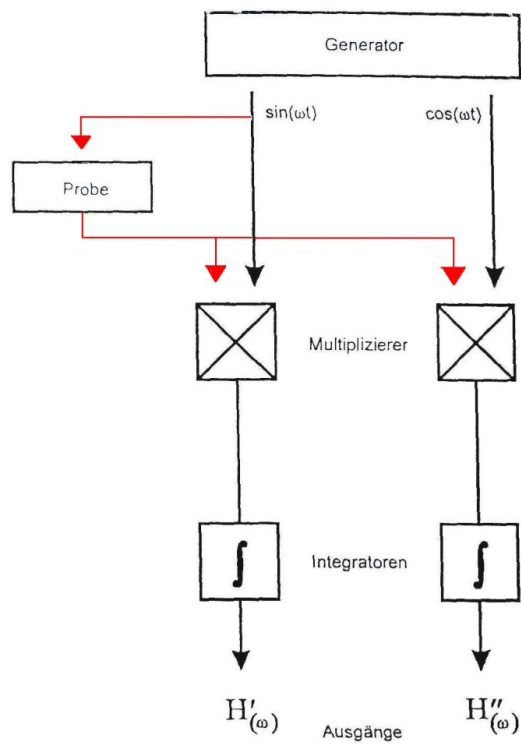 Generator
sin(ωt)
cos(ωt)
Probe
Multiplizierer
∫
Integratoren
∫
H′(ω)
H″(ω)
Ausgänge